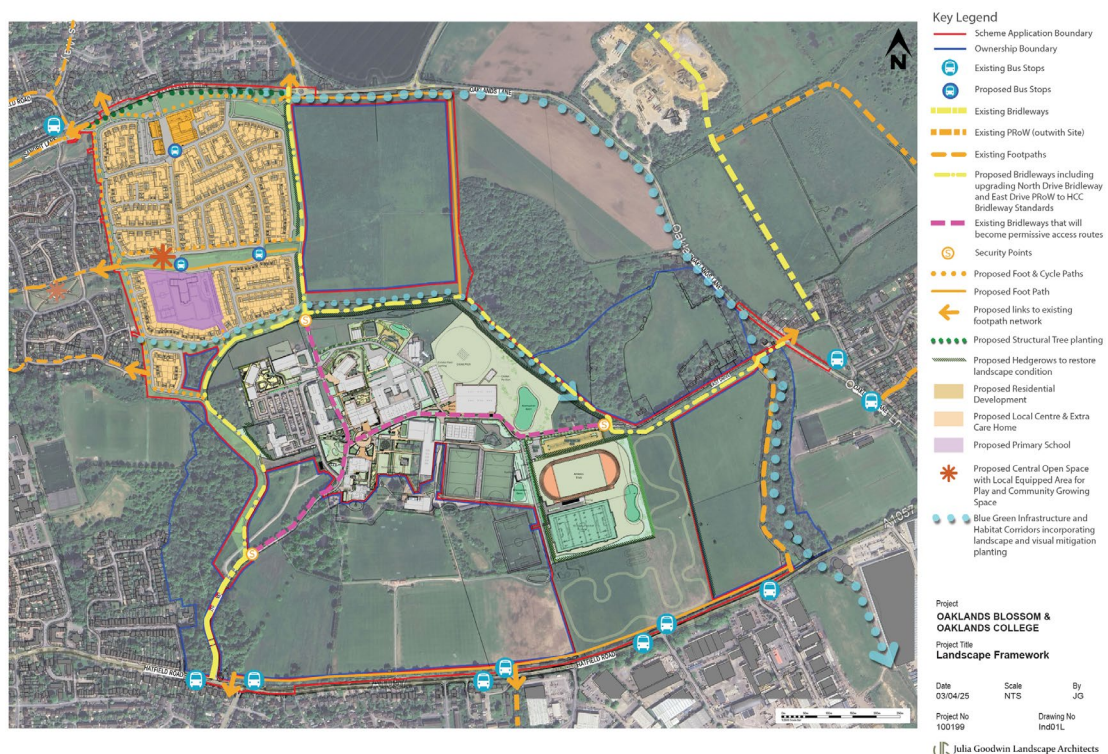 Key Legend
Scheme Application Boundary
Ownership Boundary
Existing Bus Stops
Proposed Bus Stops
Existing Bridleways
Existing PRoW (outwith Site)
Existing Footpaths
Proposed Bridleways including
upgrading North Drive Bridleway
and East Drive PRoW to HCC
Bridleway Standards
Existing Bridleways that will
become permissive access routes
S
Security Points
Proposed Foot & Cycle Paths
Proposed Foot Path
Proposed links to existing
footpath network
Proposed Structural Tree planting
Proposed Hedgerows to restore
landscape condition
Proposed Residential
Development
Proposed Local Centre & Extra
Care Home
Proposed Primary School
Proposed Central Open Space
with Local Equipped Area for
Play and Community Growing
Space
Blue Green Infrastructure and
Habitat Corridors incorporating
landscape and visual mitigation
planting
Project
OAKLANDS BLOSSOM &
OAKLANDS COLLEGE
Project Title
Landscape Framework
Date
Scale
By
03/04/25
NTS
JG
Project No
Drawing No
100199
Ind01L
Julia Goodwin Landscape Architects
N
OAKLANDS LANE
S
S
S
HATFIELD ROAD
HATFIELD ROAD